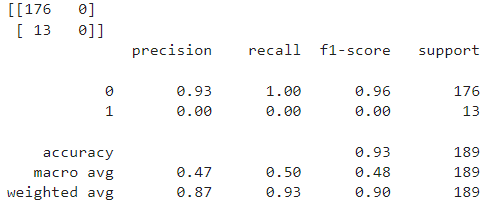 [[176   0]
 [ 13   0]]
              precision    recall  f1-score   support

           0       0.93      1.00      0.96       176
           1       0.00      0.00      0.00        13

    accuracy                           0.93       189
   macro avg       0.47      0.50      0.48       189
weighted avg       0.87      0.93      0.90       189